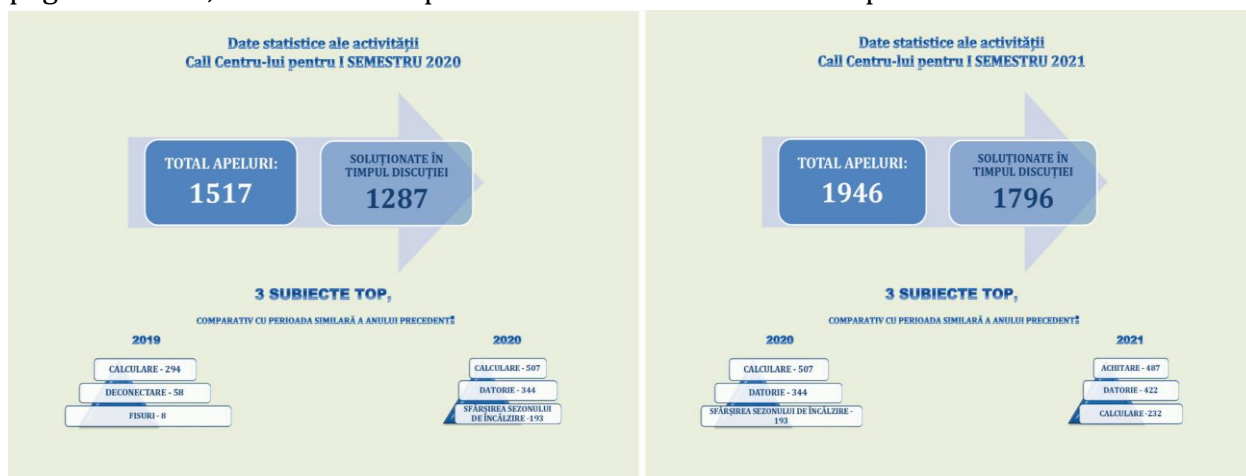 Date statistice ale activității
Call Centru-lui pentru I SEMESTRU 2020
TOTAL APELURI:
1517
SOLUȚIONATE ÎN
TIMPUL DISCUȚIEI
1287
3 SUBIECTE TOP,
COMPARATIV CU PERIOADA SIMILARĂ A ANULUI PRECEDENT:
2019
CALCULARE - 294
DECONECTARE - 58
FISURI - 8
2020
CALCULARE - 507
DATORIE - 344
SFÂRȘIREA SEZONULUI
DE ÎNCĂLZIRE -193
Date statistice ale activității
Call Centru-lui pentru I SEMESTRU 2021
TOTAL APELURI:
1946
SOLUȚIONATE ÎN
TIMPUL DISCUȚIEI
1796
3 SUBIECTE TOP,
COMPARATIV CU PERIOADA SIMILARĂ A ANULUI PRECEDENT:
2020
CALCULARE - 507
DATORIE - 344
SFÂRȘIREA SEZONULUI DE ÎNCĂLZIRE -
193
2021
ACHITARE - 487
DATORIE - 422
CALCULARE -232